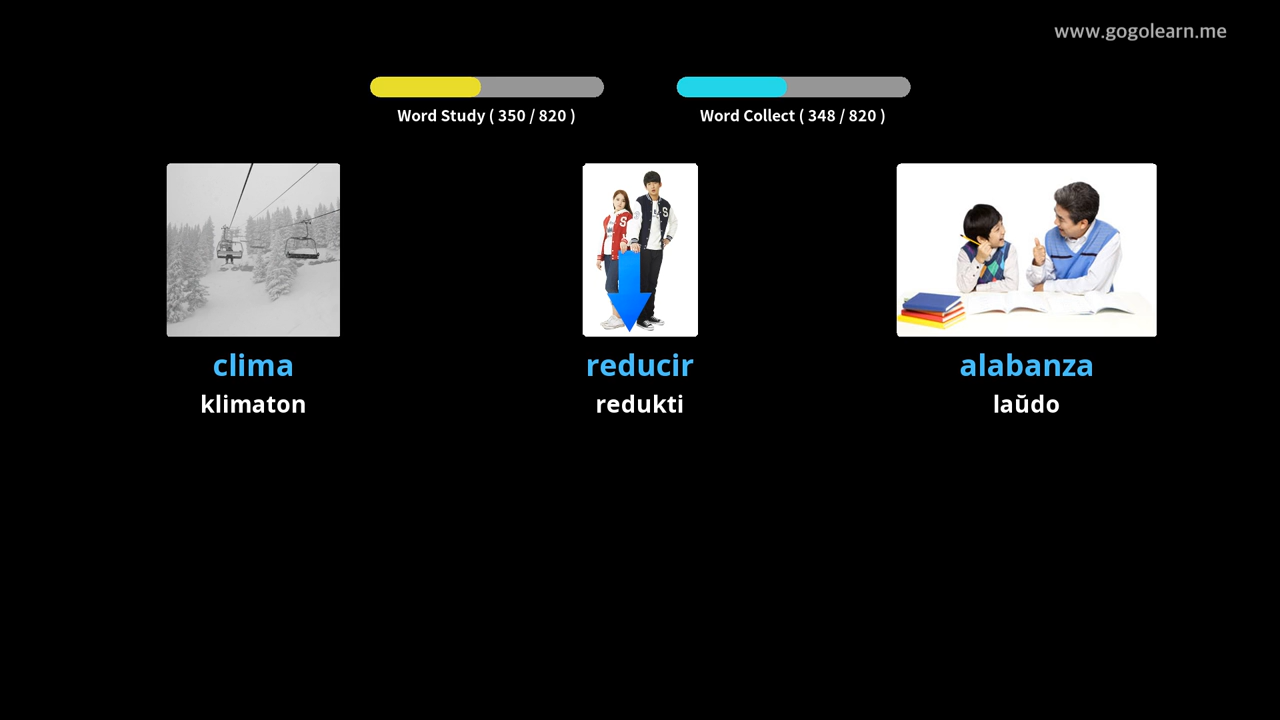 www.gogolearn.me
Word Study ( 350 / 820 )
Word Collect ( 348 / 820 )
clima
reducir
alabanza
klimaton
redukti
laŭdo